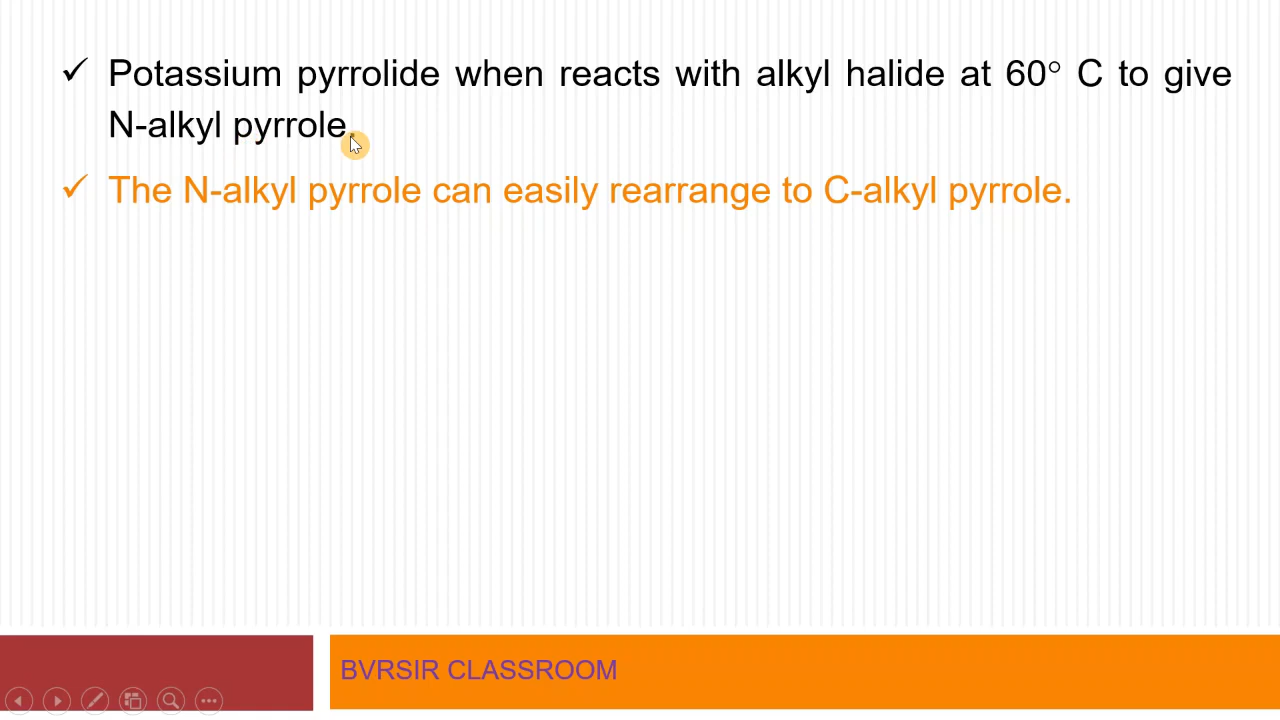 ✓ Potassium pyrrolide when reacts with alkyl halide at 60° C to give
N-alkyl pyrrole.
✓ The N-alkyl pyrrole can easily rearrange to C-alkyl pyrrole.
BVRSIR CLASSROOM